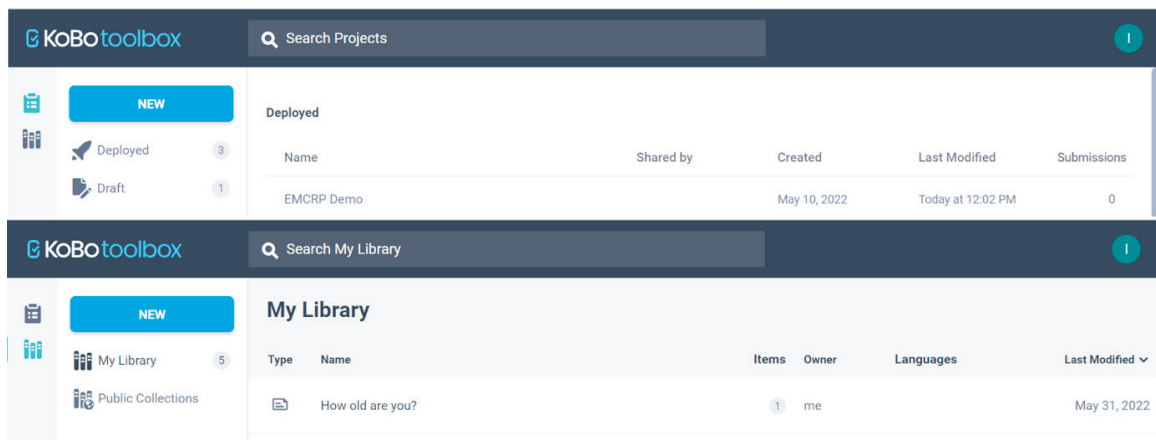 KoBotoolbox Search Projects I
NEW
Deployed
Deployed 3
Name Shared by Created Last Modified Submissions
Draft 1
EMCRP Demo May 10, 2022 Today at 12:02 PM 0
KoBotoolbox Search My Library I
NEW
My Library
My Library 5
Type Name Items Owner Languages Last Modified
Public Collections
How old are you? 1 me May 31, 2022